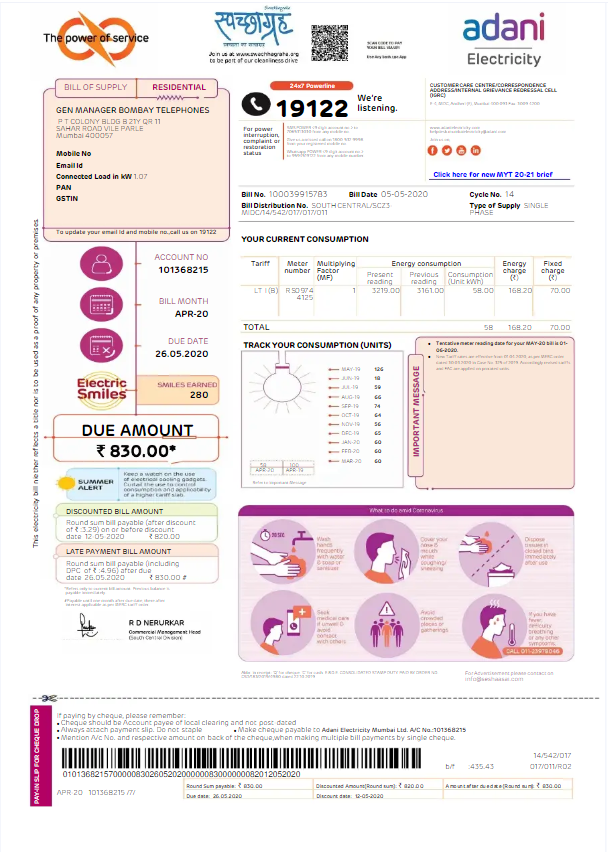 The power of service
स्वच्छाग्रह
Join us at www.swachhagraha.org
to be part of our cleanliness drive
SCAN CODE TO PAY
YOUR BILL VIA UPI
adani
Electricity
BILL OF SUPPLY
RESIDENTIAL
GEN MANAGER BOMBAY TELEPHONES
P T COLONY BLDG B 21Y QR 11
SAHAR ROAD VILE PARLE
Mumbai 400057
Mobile No
Email Id
Connected Load in kW 1.07
PAN
GSTIN
To update your email Id and mobile no.,call us on 19122
24x7 Powerline
19122 We're
listening.
For power
interruption,
complaint or
restoration
status
CUSTOMER CARE CENTRE/CORRESPONDENCE
ADDRESS/INTERNAL GRIEVANCE REDRESSAL CELL
(IGRC)
Click here for new MYT 20-21 brief
Bill No. 100039915783 Bill Date 05-05-2020 Cycle No. 14
Bill Distribution No. SOUTH CENTRAL/SCZ3 Type of Supply SINGLE
MIDC/14/542/017/017/011 PHASE
This electricity bill neither reflects a title nor is to be used as a proof of any property or premises.
ACCOUNT NO
101368215
BILL MONTH
APR-20
DUE DATE
26.05.2020
Electric
Smiles
SMILES EARNED
280
DUE AMOUNT
₹ 830.00*
SUMMER
ALERT
Keep a watch on the use
of electrical cooling gadgets.
Curtail the use to control
consumption and applicability
of a higher tariff slab.
DISCOUNTED BILL AMOUNT
Round sum bill payable (after discount
of ₹ :3.29) on or before discount
date 12-05-2020 ₹ 820.00
LATE PAYMENT BILL AMOUNT
Round sum bill payable (including
DPC of ₹ :4.96) after due
date 26.05.2020 ₹ 830.00 #
R D NERURKAR
Commercial Management Head
(South Central Division)
YOUR CURRENT CONSUMPTION
Tariff Meter number Multiplying Factor (MF) Energy consumption Energy charge (₹) Fixed charge (₹)
Present reading Previous reading Consumption (Unit kWh)
LT I (B) RS0974 1 3219.00 3161.00 58.00 168.20 70.00
4125
TOTAL 58 168.20 70.00
TRACK YOUR CONSUMPTION (UNITS)
MAY-19 126
JUN-19 18
JUL-19 59
AUG-19 66
SEP-19 74
OCT-19 64
NOV-19 56
DEC-19 65
JAN-20 60
FEB-20 60
MAR-20 60
58 100
APR-20 APR-19
IMPORTANT MESSAGE
Tentative meter reading date for your MAY-20 bill is 01-
06-2020.
What to do amid Coronavirus
Wash
hands
frequently
with water
& soap or
sanitiser
Cover your
nose &
mouth
while
coughing/
sneezing
Dispose
tissues in
closed bins
immediately
after use
Seek
medical care
if unwell &
avoid
contact with
others
Avoid
crowded
places or
gatherings
If you have
fever,
difficulty
breathing
or any other
symptoms,
CALL 011-23978046
For Advertisement please contact on
PAY-IN SLIP FOR CHEQUE DROP
If paying by cheque, please remember:
• Cheque should be Account payee of local clearing and not post-dated
• Always attach payment slip. Do not staple • Make cheque payable to Adani Electricity Mumbai Ltd. A/C No.:101368215
• Mention A/c No. and respective amount on back of the cheque,when making multiple bill payments by single cheque.
14/542/017
b/f :435.43 017/011/R02
APR-20 101368215 /7/
Round Sum payable: ₹ 830.00 Discounted Amount(Round sum): ₹ 820.00 Amount after due date (Round sum): ₹ 830.00
Due date: 26.05.2020 Discount date: 12-05-2020